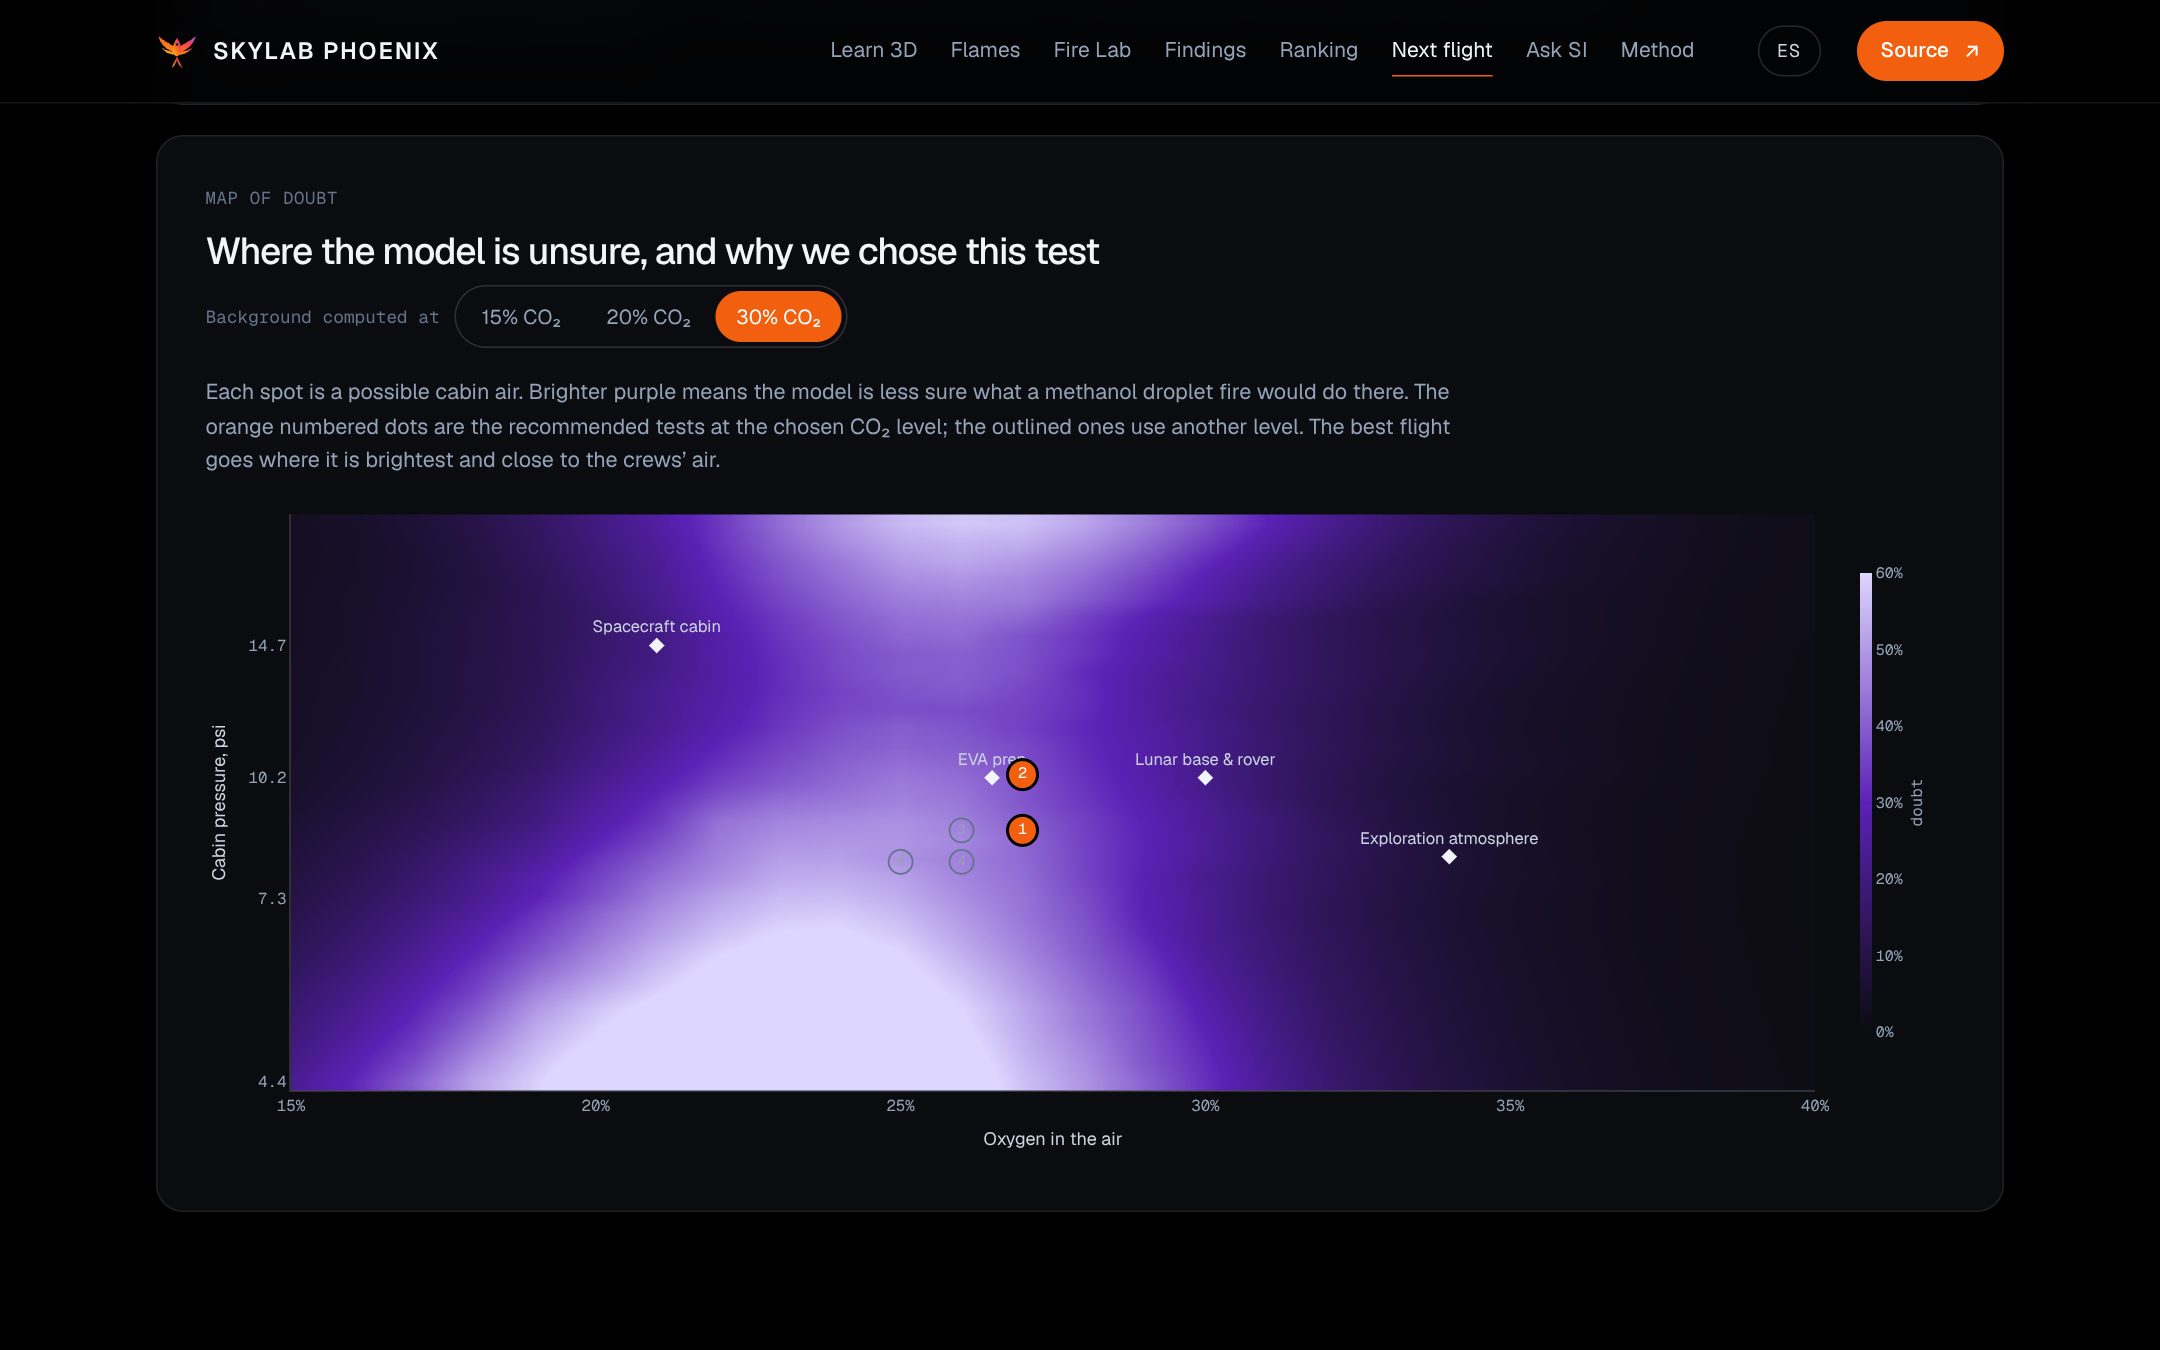 SKYLAB PHOENIX
Learn 3D
Flames
Fire Lab
Findings
Ranking
Next flight
Ask SI
Method
ES
Source ↗
MAP OF DOUBT
Where the model is unsure, and why we chose this test
Background computed at
15% CO₂
20% CO₂
30% CO₂
Each spot is a possible cabin air. Brighter purple means the model is less sure what a methanol droplet fire would do there. The
orange numbered dots are the recommended tests at the chosen CO₂ level; the outlined ones use another level. The best flight
goes where it is brightest and close to the crews’ air.
Cabin pressure, psi
14.7
10.2
7.3
4.4
Spacecraft cabin
EVA
2
Lunar base & rover
3
1
4
Exploration atmosphere
60%
50%
40%
30%
20%
10%
0%
doubt
15%
20%
25%
30%
35%
40%
Oxygen in the air